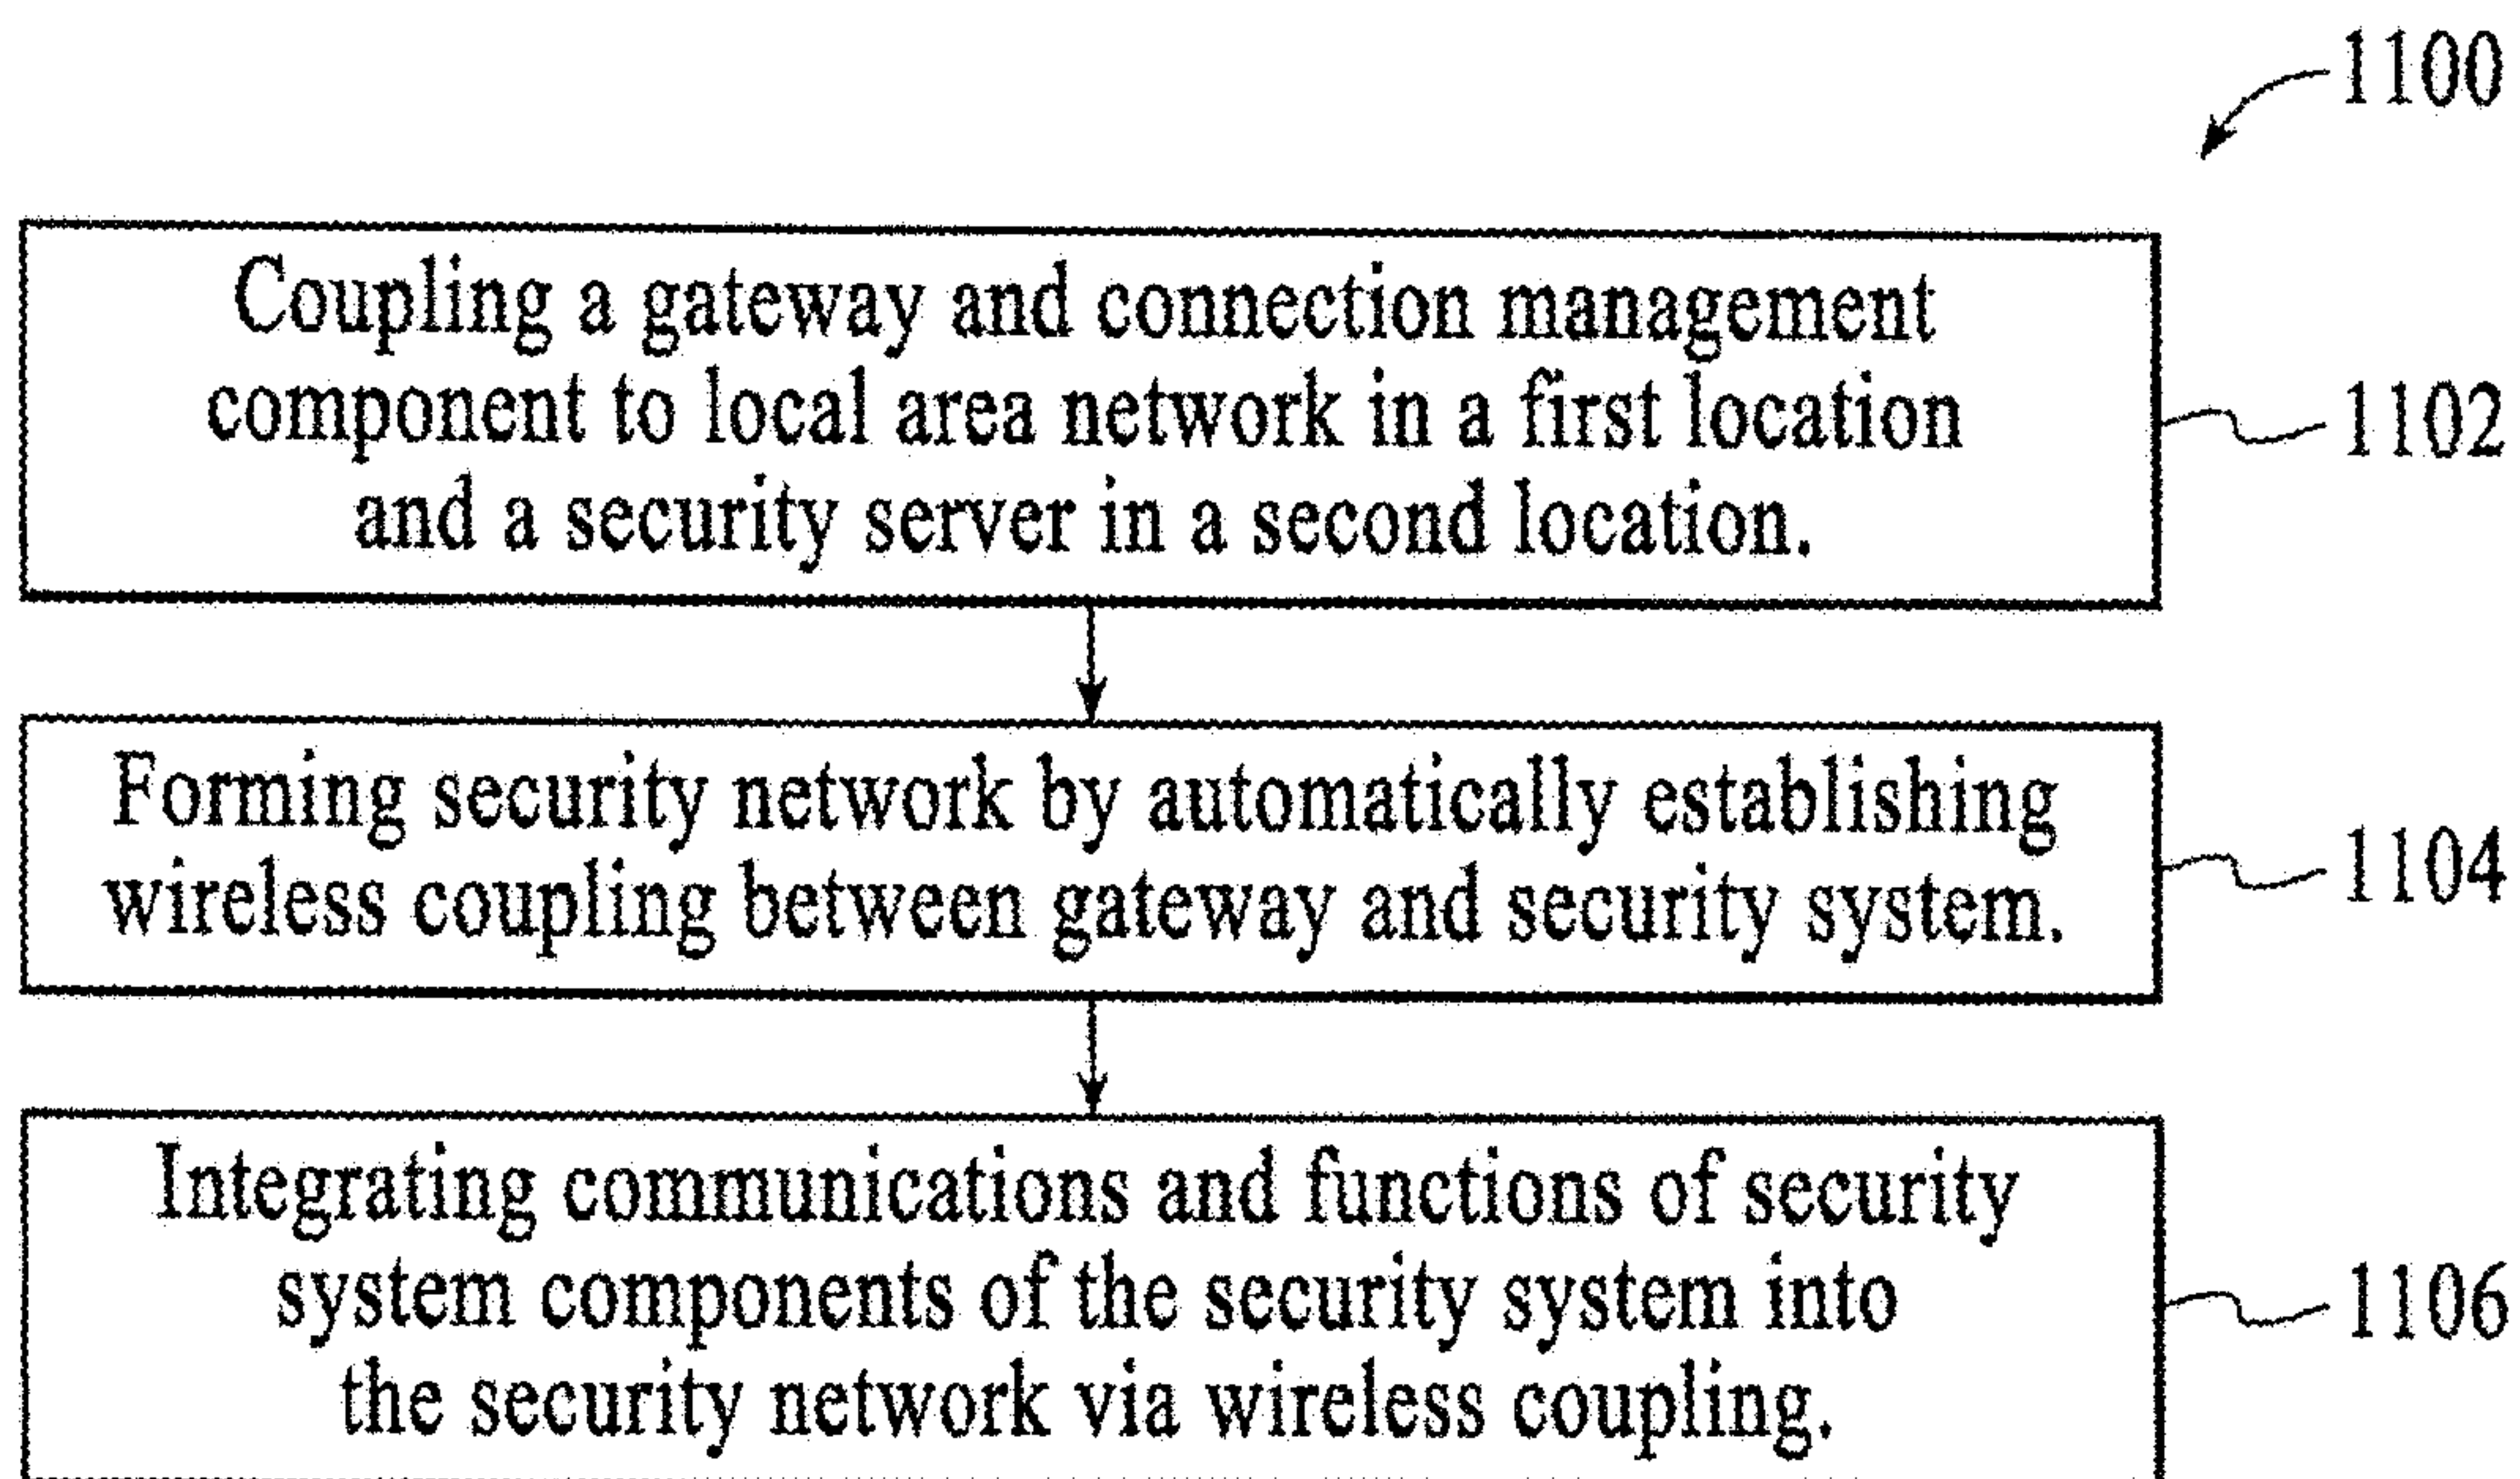 1100
Coupling a gateway and connection management
component to local area network in a first location
and a security server in a second location.
1102
Forming security network by automatically establishing
wireless coupling between gateway and security system.
1104
Integrating communications and functions of security
system components of the security system into
the security network via wireless coupling.
1106